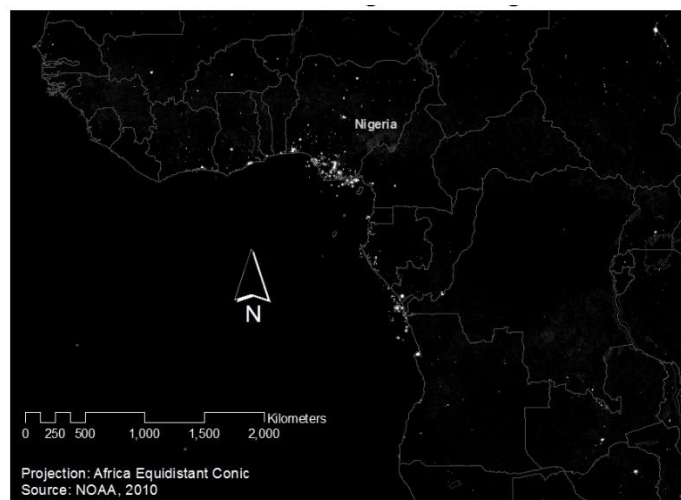 Nigeria
N
Kilometers
0 250 500 1,000 1,500 2,000
Projection: Africa Equidistant Conic
Source: NOAA, 2010